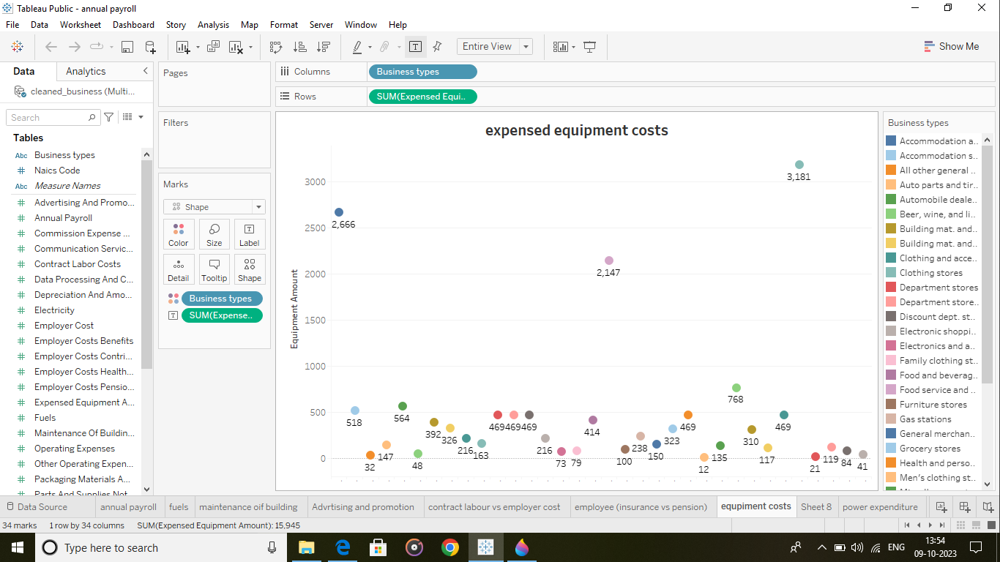 Tableau Public - annual payroll
File Data Worksheet Dashboard Story Analysis Map Format Server Window Help
Entire View
Show Me
Data Analytics
cleaned_business (Multi...
Search
Tables
Abc Business types
Naics Code
Abc Measure Names
Advertising And Promo...
Annual Payroll
Commission Expense ...
Communication Servic...
Contract Labor Costs
Data Processing And C...
Depreciation And Amo...
Electricity
Employer Cost
Employer Costs Benefits
Employer Costs Contri...
Employer Costs Health...
Employer Costs Pensio...
Expensed Equipment A...
Fuels
Maintenance Of Buildin...
Operating Expenses
Other Operating Expen...
Packaging Materials A...
Parts And Supplies Not
Pages
Filters
Marks
Shape
Color Size Label
Detail Tooltip Shape
Business types
SUM(Expense..
Columns Business types
Rows SUM(Expensed Equi..
expensed equipment costs
Equipment Amount
3000
2500
2000
1500
1000
500
0
2,666
518
32
147
564
48
392
326
216
163
469
469
469
216
73
79
414
2,147
100
238
150
323
469
12
135
768
310
117
469
3,181
21
119
84
41
Business types
Accommodation a..
Accommodation s..
All other general ..
Auto parts and tir..
Automobile deale..
Beer, wine, and li..
Building mat. and..
Building mat. and..
Clothing and acce..
Clothing stores
Department stores
Department store..
Discount dept. st..
Electronic shoppi..
Electronics and a..
Family clothing st..
Food and beverag..
Food service and ..
Furniture stores
Gas stations
General merchan..
Grocery stores
Health and perso..
Men's clothing st..
Data Source annual payroll fuels maintenance oif building Advrtising and promotion contract labour vs employer cost employee (insurance vs pension) equpiment costs Sheet 8 power expenditure
34 marks 1 row by 34 columns SUM(Expensed Equipment Amount): 15,945
Type here to search
ENG
13:54
09-10-2023